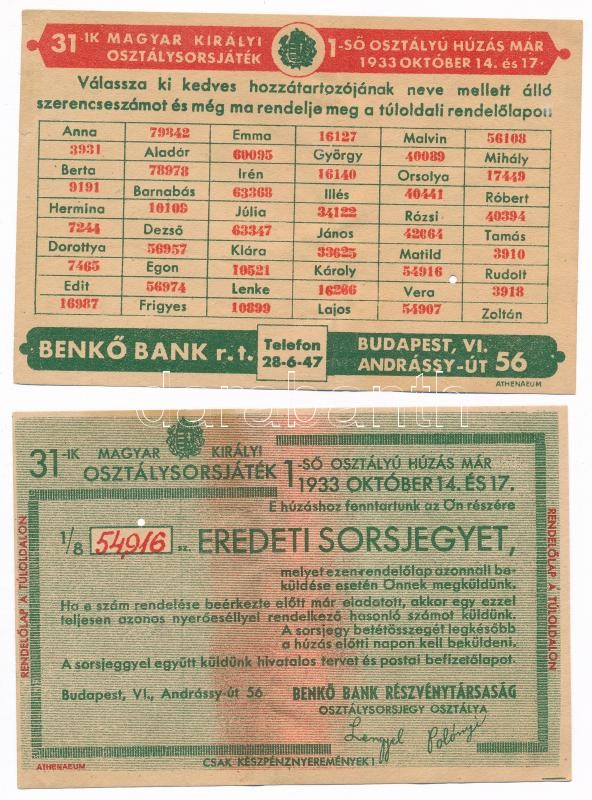 31-IK MAGYAR KIRÁLYI
OSZTÁLYSORSJÁTÉK
1-SŐ OSZTÁLYÚ HÚZÁS MÁR
1933 OKTÓBER 14. és 17.
Válassza ki kedves hozzátartozójának neve mellett álló
szerencseszámot és még ma rendelje meg a túloldali rendelőlapon
Anna 79342 Emma 16127 Malvin 56108
3931 Aladár 60095 György 40089 Mihály
Berta 78978 Irén 16140 Orsolya 17449
9191 Barnabás 63368 Illés 40441 Róbert
Hermina 10109 Júlia 34122 Rózsi 40394
7244 Dezső 63347 János 42664 Tamás
Dorottya 56957 Klára 33625 Matild 3910
7465 Egon 10521 Károly 54916 Rudolf
Edit 56974 Lenke 16266 Vera 3918
16987 Frigyes 10899 Lajos 54907 Zoltán
BENKŐ BANK r.t.
Telefon
28-6-47
BUDAPEST, VI.
ANDRÁSSY-ÚT 56
ATHENAEUM
darabanth
31-IK MAGYAR KIRÁLYI
OSZTÁLYSORSJÁTÉK
1-SŐ OSZTÁLYÚ HÚZÁS MÁR
1933 OKTÓBER 14. ÉS 17.
E húzáshoz fenntartunk az Ön részére
1/8 54916 sz. EREDETI SORSJEGYET,
melyet ezen rendelőlap azonnali be-
küldése esetén Önnek megküldünk.
Ha e szám rendelése beérkezte előtt már eladatott, akkor egy ezzel
teljesen azonos nyerőeséllyel rendelkező hasonló számot küldünk.
A sorsjegy betétösszegét legkésőbb
a húzás előtti napon kell beküldeni.
A sorsjeggyel együtt küldünk hivatalos tervet és postai befizetőlapot.
Budapest, VI., Andrássy-út 56
BENKŐ BANK RÉSZVÉNYTÁRSASÁG
OSZTÁLYSORSJEGY OSZTÁLYA
Lengyel Polónyi
CSAK KÉSZPÉNZNYEREMÉNYEK!
ATHENAEUM
RENDELŐLAP A TÚLOLDALON
RENDELŐLAP A TÚLOLDALON